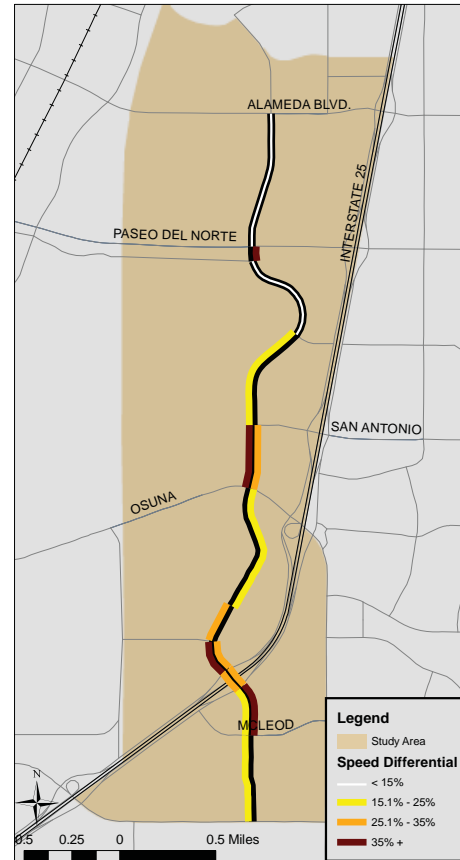 ALAMEDA BLVD.
INTERSTATE 25
PASEO DEL NORTE
SAN ANTONIO
OSUNA
MCLEOD
Legend
Study Area
Speed Differential
< 15%
15.1% - 25%
25.1% - 35%
35% +
N
0.5 0.25 0 0.5 Miles